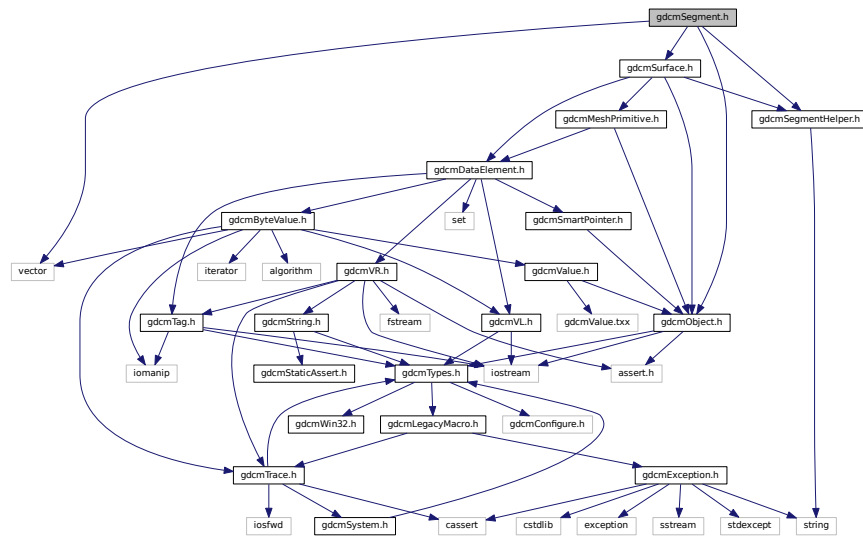 gdcmSegment.h
gdcmSurface.h
gdcmMeshPrimitive.h
gdcmSegmentHelper.h
gdcmDataElement.h
gdcmByteValue.h
set
gdcmSmartPointer.h
vector
iterator
algorithm
gdcmVR.h
gdcmValue.h
gdcmTag.h
gdcmString.h
fstream
gdcmVL.h
gdcmValue.txx
gdcmObject.h
iomanip
gdcmStaticAssert.h
gdcmTypes.h
iostream
assert.h
gdcmWin32.h
gdcmLegacyMacro.h
gdcmConfigure.h
gdcmTrace.h
gdcmException.h
iosfwd
gdcmSystem.h
cassert
cstdlib
exception
sstream
stdexcept
string